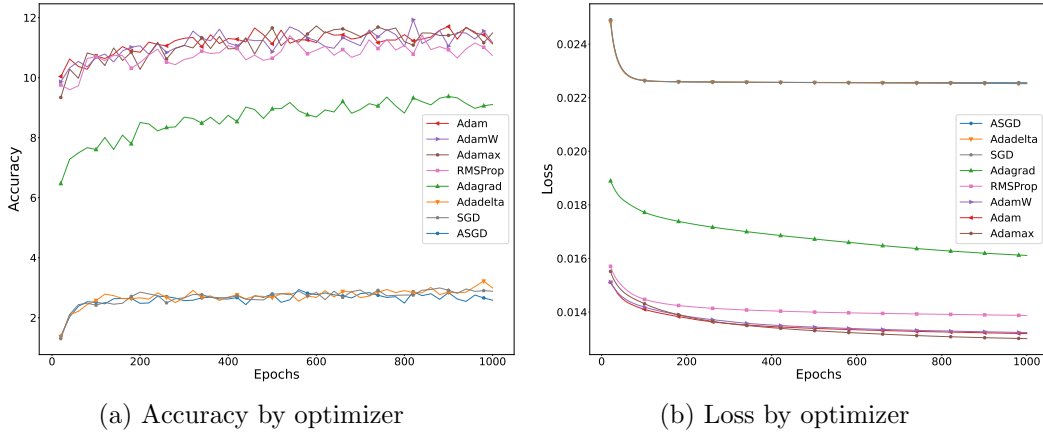 12
10
8
6
4
2
Accuracy
0
200
400
600
800
1000
Epochs
Adam
AdamW
Adamax
RMSProp
Adagrad
Adadelta
SGD
ASGD
(a) Accuracy by optimizer
0.024
0.022
0.020
0.018
0.016
0.014
Loss
0
200
400
600
800
1000
Epochs
ASGD
Adadelta
SGD
Adagrad
RMSProp
AdamW
Adam
Adamax
(b) Loss by optimizer